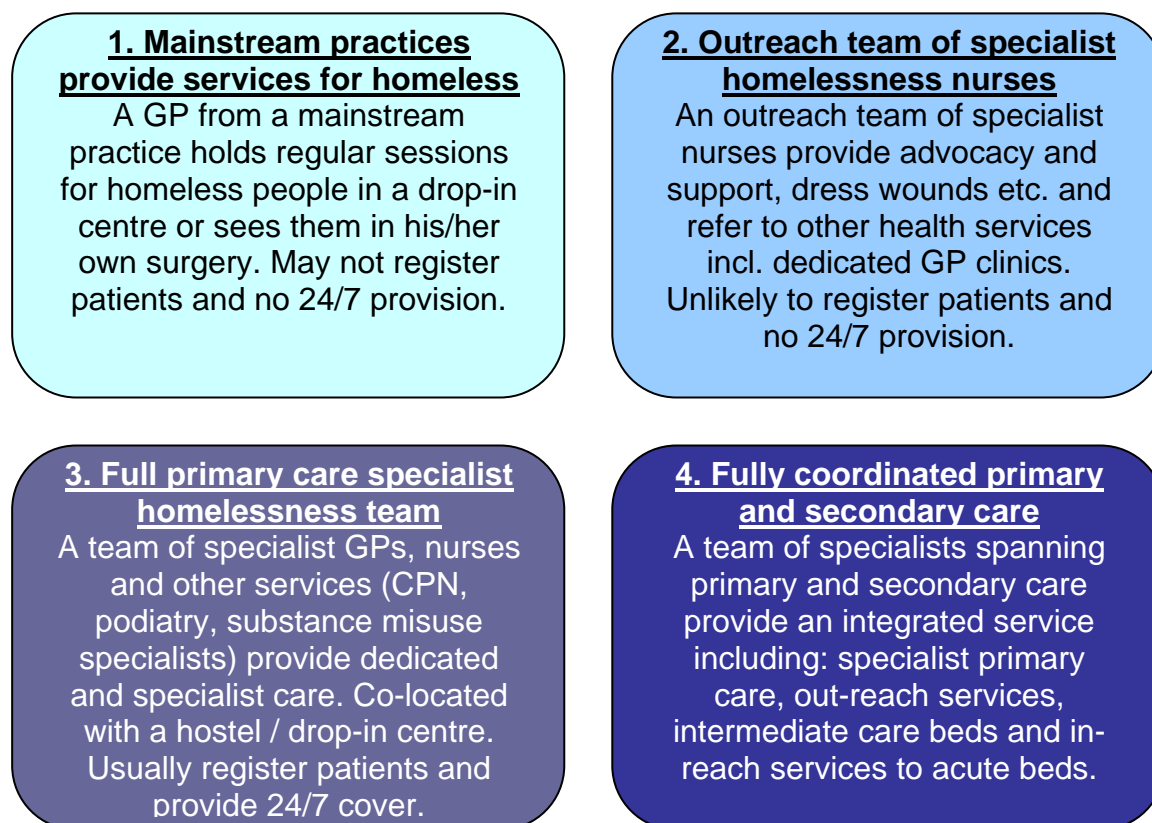 1. Mainstream practices
provide services for homeless
A GP from a mainstream
practice holds regular sessions
for homeless people in a drop-in
centre or sees them in his/her
own surgery. May not register
patients and no 24/7 provision.
2. Outreach team of specialist
homelessness nurses
An outreach team of specialist
nurses provide advocacy and
support, dress wounds etc. and
refer to other health services
incl. dedicated GP clinics.
Unlikely to register patients and
no 24/7 provision.
3. Full primary care specialist
homelessness team
A team of specialist GPs, nurses
and other services (CPN,
podiatry, substance misuse
specialists) provide dedicated
and specialist care. Co-located
with a hostel / drop-in centre.
Usually register patients and
provide 24/7 cover.
4. Fully coordinated primary
and secondary care
A team of specialists spanning
primary and secondary care
provide an integrated service
including: specialist primary
care, out-reach services,
intermediate care beds and in-
reach services to acute beds.